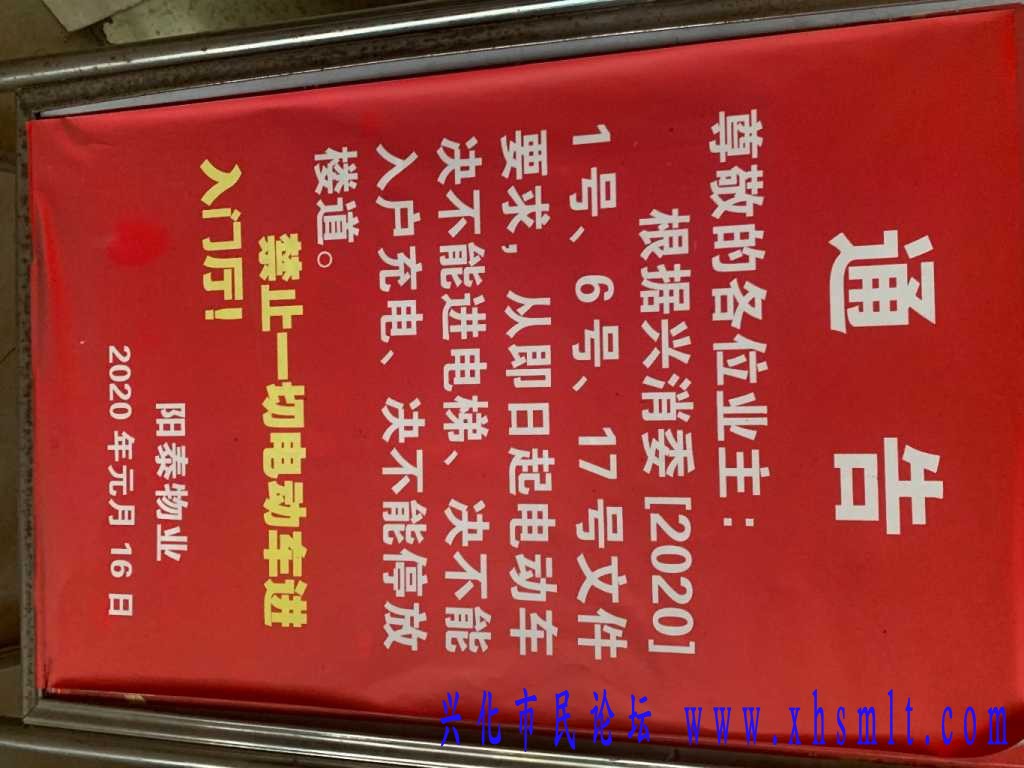 通告
尊敬的各位业主：
根据兴消委[2020]
1号、6号、17号文件
要求，从即日起电动车
决不能进电梯、决不能
入户充电、决不能停放
楼道。
禁止一切电动车进
入门厅!
阳泰物业
2020年元月16日
兴化市民论坛 www.xhsmlt.com